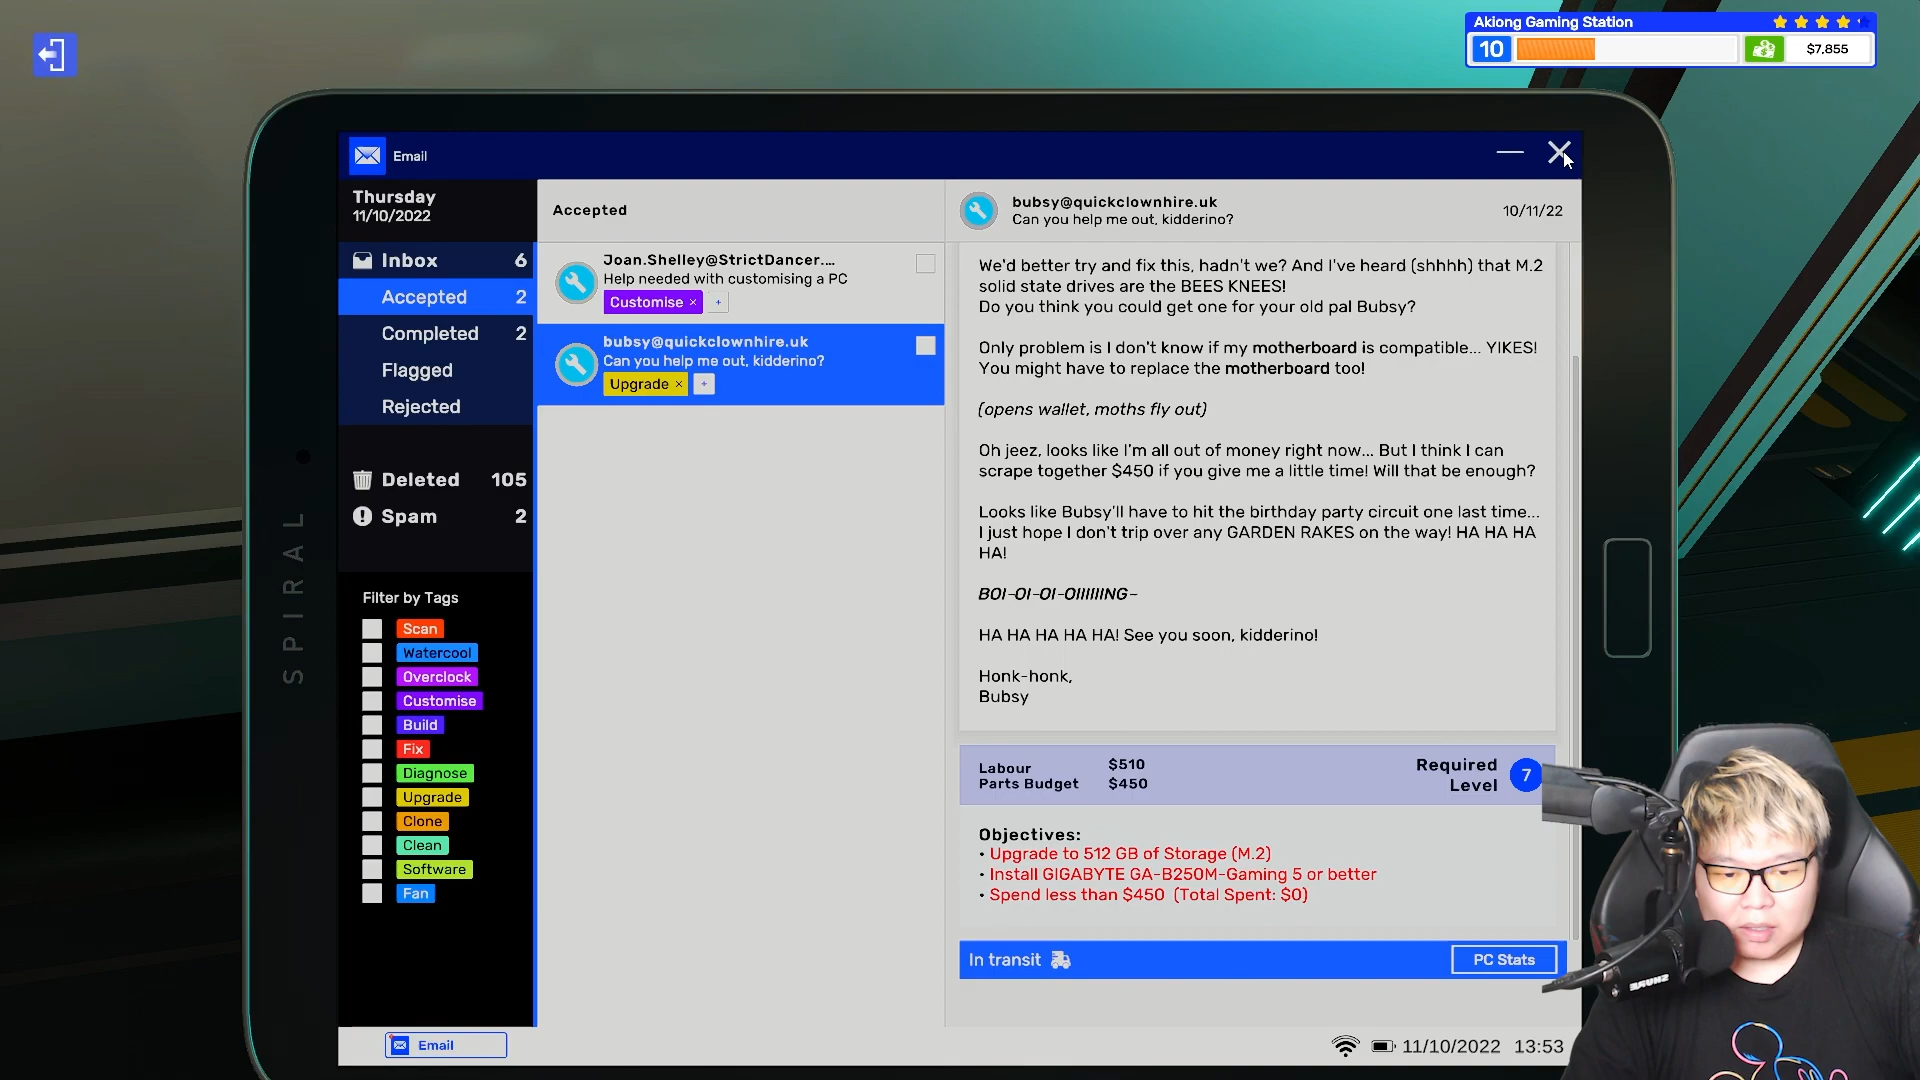 Akiong Gaming Station
10
$7,855
Email
Thursday
11/10/2022
Inbox 6
Accepted 2
Completed 2
Flagged
Rejected
Deleted 105
Spam 2
Filter by Tags
Scan
Watercool
Overclock
Customise
Build
Fix
Diagnose
Upgrade
Clone
Clean
Software
Fan
Accepted
Joan.Shelley@StrictDancer....
Help needed with customising a PC
Customise × +
bubsy@quickclownhire.uk
Can you help me out, kidderino?
Upgrade × +
bubsy@quickclownhire.uk
Can you help me out, kidderino?
10/11/22
We'd better try and fix this, hadn't we? And I've heard (shhhh) that M.2
solid state drives are the BEES KNEES!
Do you think you could get one for your old pal Bubsy?
Only problem is I don't know if my motherboard is compatible... YIKES!
You might have to replace the motherboard too!
(opens wallet, moths fly out)
Oh jeez, looks like I'm all out of money right now... But I think I can
scrape together $450 if you give me a little time! Will that be enough?
Looks like Bubsy'll have to hit the birthday party circuit one last time...
I just hope I don't trip over any GARDEN RAKES on the way! HA HA HA
HA!
BOI-OI-OI-OIIIIIING-
HA HA HA HA HA! See you soon, kidderino!
Honk-honk,
Bubsy
Labour $510
Parts Budget $450
Required
Level 7
Objectives:
• Upgrade to 512 GB of Storage (M.2)
• Install GIGABYTE GA-B250M-Gaming 5 or better
• Spend less than $450 (Total Spent: $0)
In transit
PC Stats
SPIRAL
Email
11/10/2022 13:53